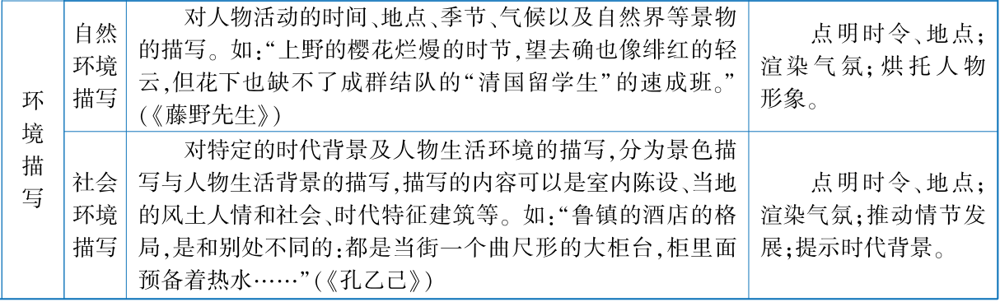 环境描写
自然环境描写
对人物活动的时间、地点、季节、气候以及自然界等景物
的描写。如：“上野的樱花烂熳的时节，望去确也像绯红的轻
云，但花下也缺不了成群结队的“清国留学生”的速成班。”
（《藤野先生》）
点明时令、地点；
渲染气氛；烘托人物
形象。
社会环境描写
对特定的时代背景及人物生活环境的描写，分为景色描
写与人物生活背景的描写，描写的内容可以是室内陈设、当地
的风土人情和社会、时代特征建筑等。如：“鲁镇的酒店的格
局，是和别处不同的：都是当街一个曲尺形的大柜台，柜里面
预备着热水……”（《孔乙己》）
点明时令、地点；
渲染气氛；推动情节发
展；提示时代背景。